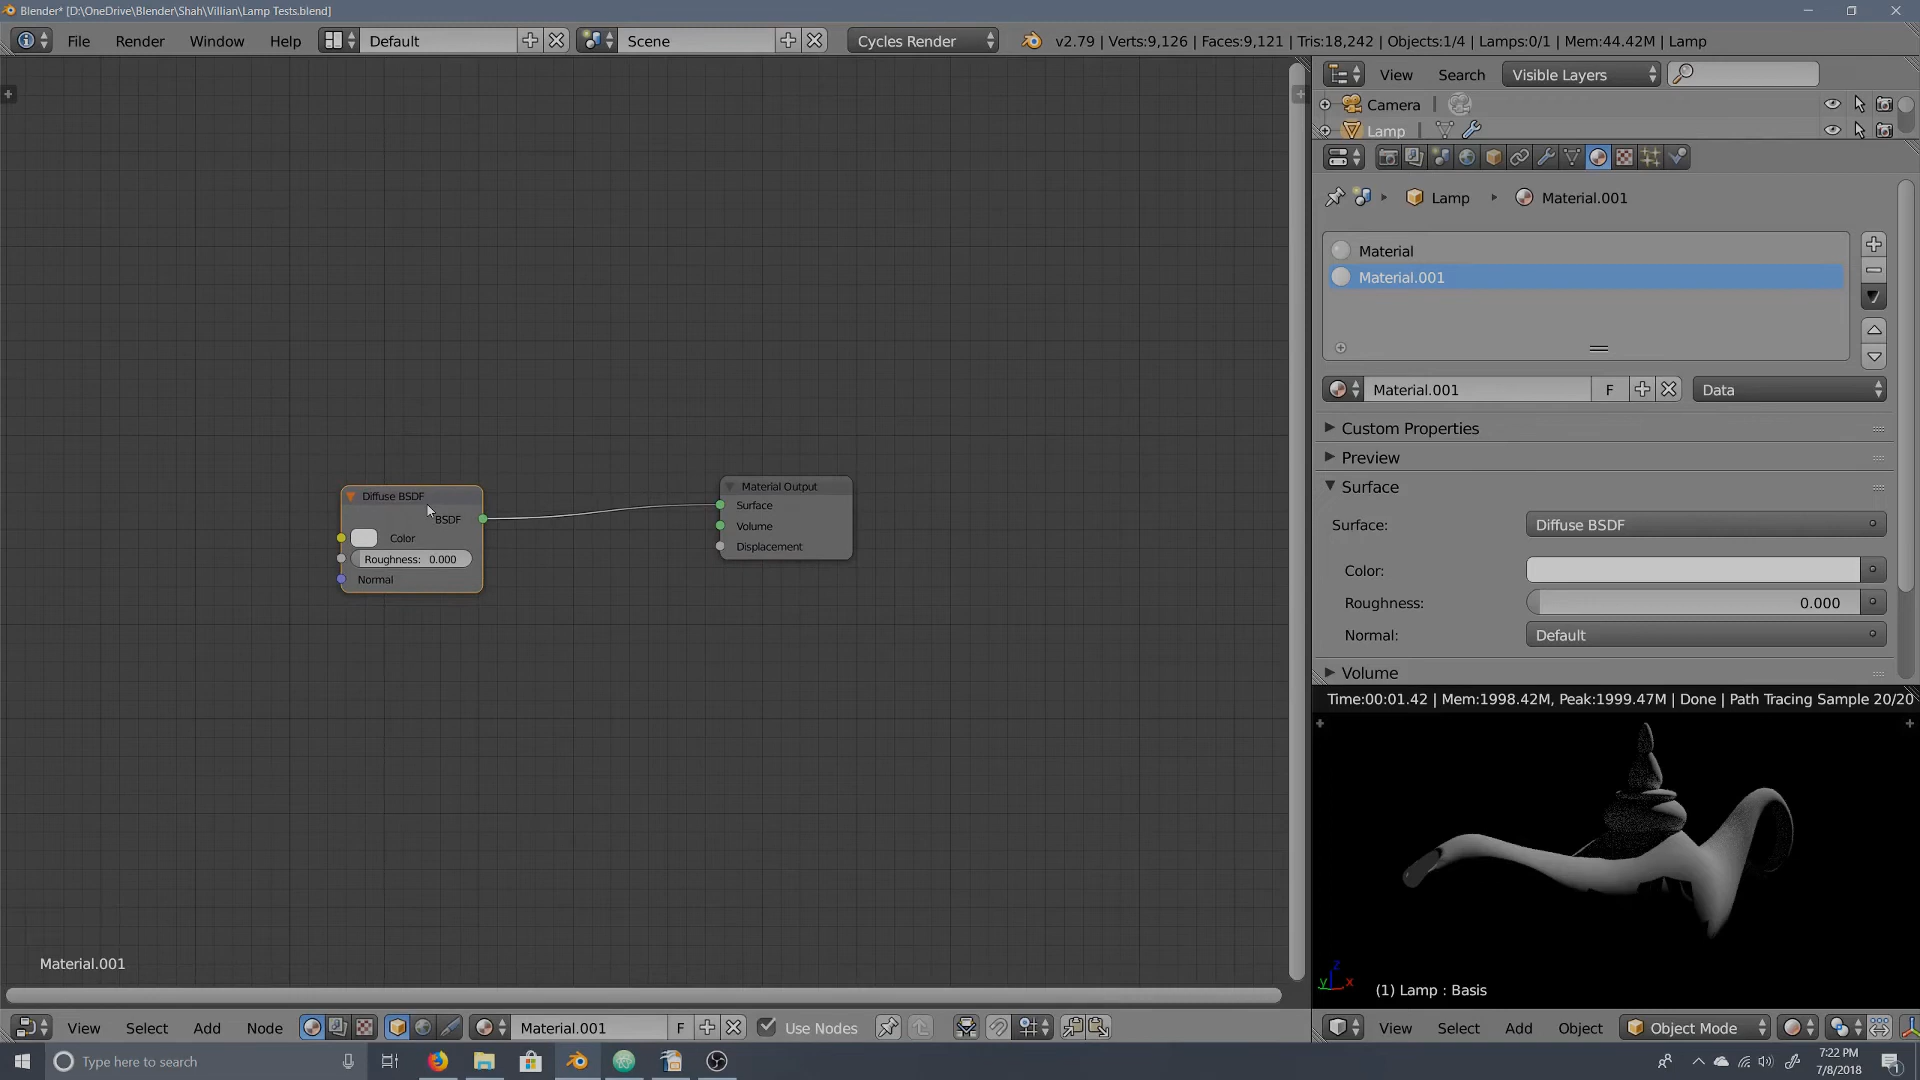 Blender* [D:\OneDrive\Blender\Shah\Villian\Lamp Tests.blend]
File Render Window Help Default Scene Cycles Render v2.79 | Verts:9,126 | Faces:9,121 | Tris:18,242 | Objects:1/4 | Lamps:0/1 | Mem:44.42M | Lamp
View Search Visible Layers
Camera
Lamp
Lamp Material.001
Material
Material.001
Material.001 F Data
Custom Properties
Preview
Surface
Surface: Diffuse BSDF
Color:
Roughness: 0.000
Normal: Default
Volume
Diffuse BSDF
BSDF
Color
Roughness: 0.000
Normal
Material Output
Surface
Volume
Displacement
Time:00:01.42 | Mem:1998.42M, Peak:1999.47M | Done | Path Tracing Sample 20/20
z
y x
(1) Lamp : Basis
Material.001
View Select Add Node Material.001 F Use Nodes
View Select Add Object Object Mode
Type here to search
7:22 PM
7/8/2018
1